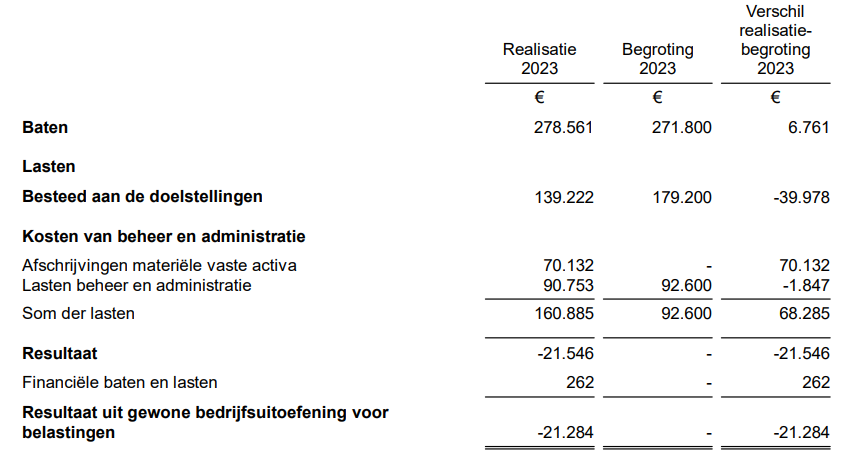 Realisatie 2023 Begroting 2023 Verschil realisatie-begroting 2023
€ € €
Baten 278.561 271.800 6.761
Lasten
Besteed aan de doelstellingen 139.222 179.200 -39.978
Kosten van beheer en administratie
Afschrijvingen materiële vaste activa 70.132 - 70.132
Lasten beheer en administratie 90.753 92.600 -1.847
Som der lasten 160.885 92.600 68.285
Resultaat -21.546 - -21.546
Financiële baten en lasten 262 - 262
Resultaat uit gewone bedrijfsuitoefening voor
belastingen -21.284 - -21.284